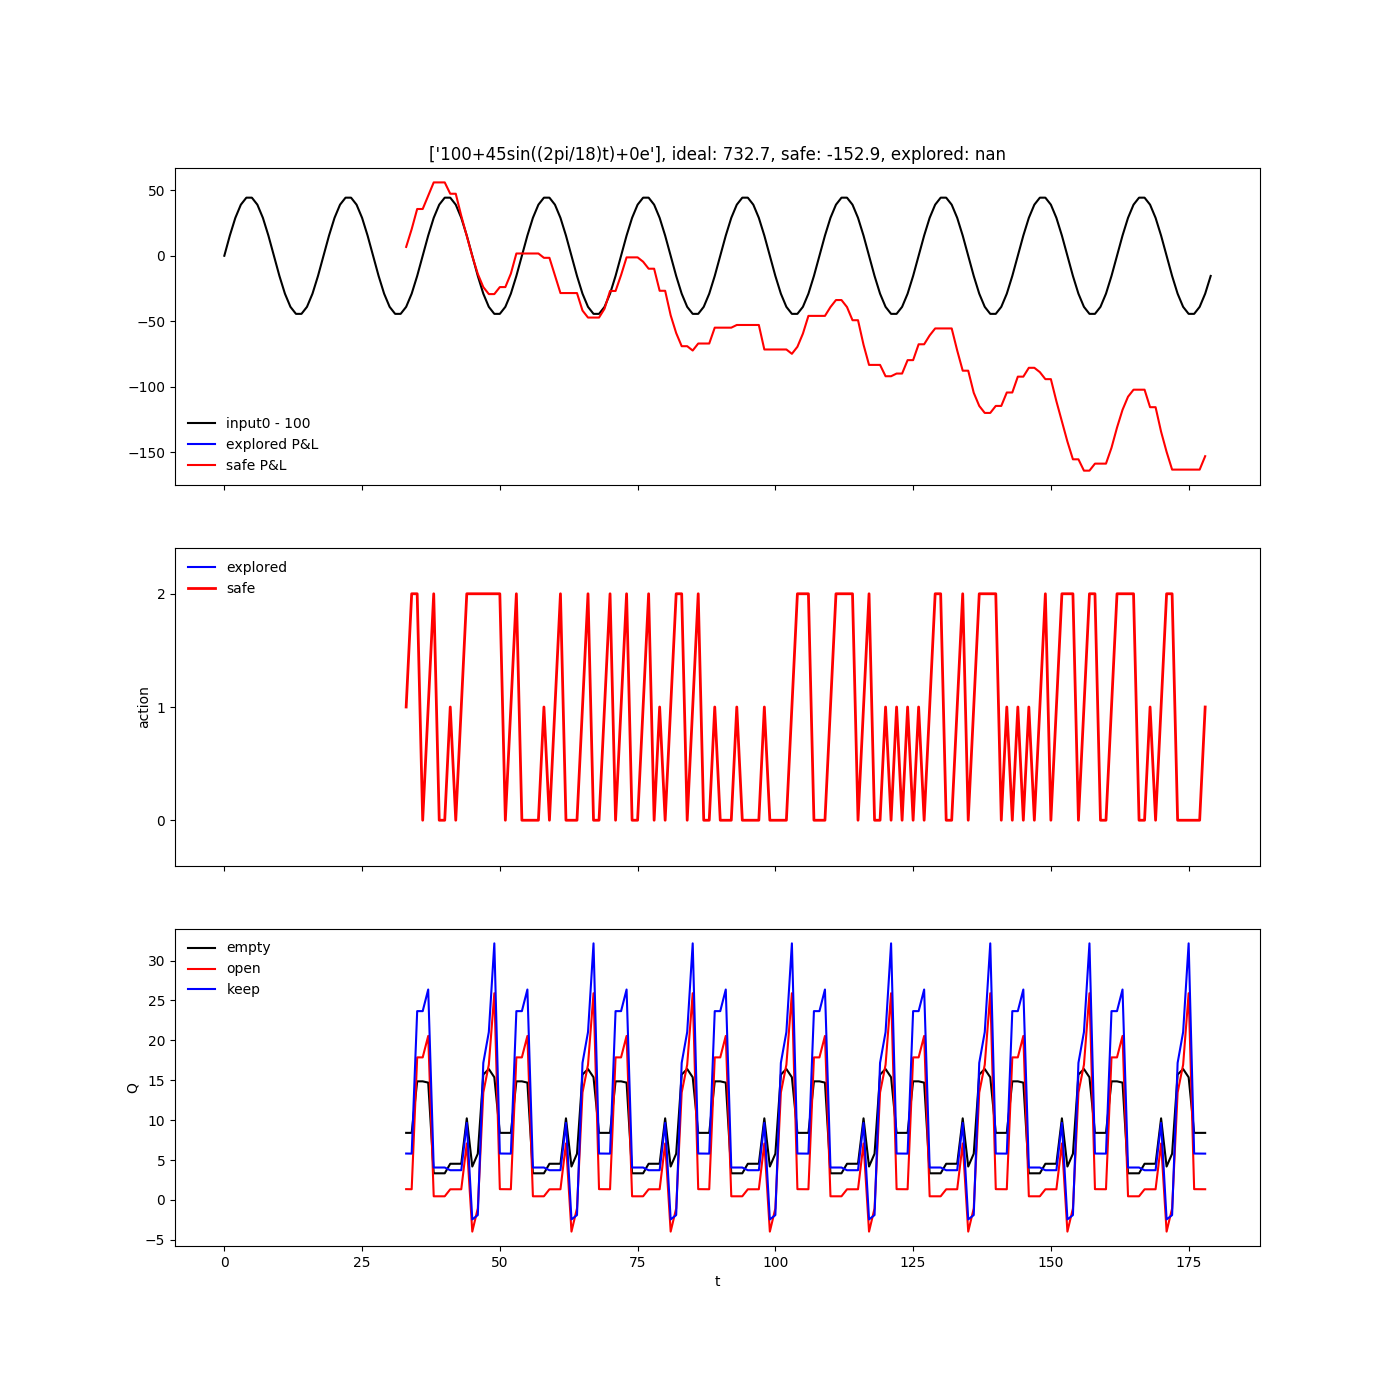 ['100+45sin((2pi/18)t)+0e'], ideal: 732.7, safe: -152.9, explored: nan
50
0
−50
−100
−150
input0 - 100
explored P&L
safe P&L
explored
safe
2
1
0
action
empty
open
keep
30
25
20
15
10
5
0
−5
Q
0 25 50 75 100 125 150 175
t